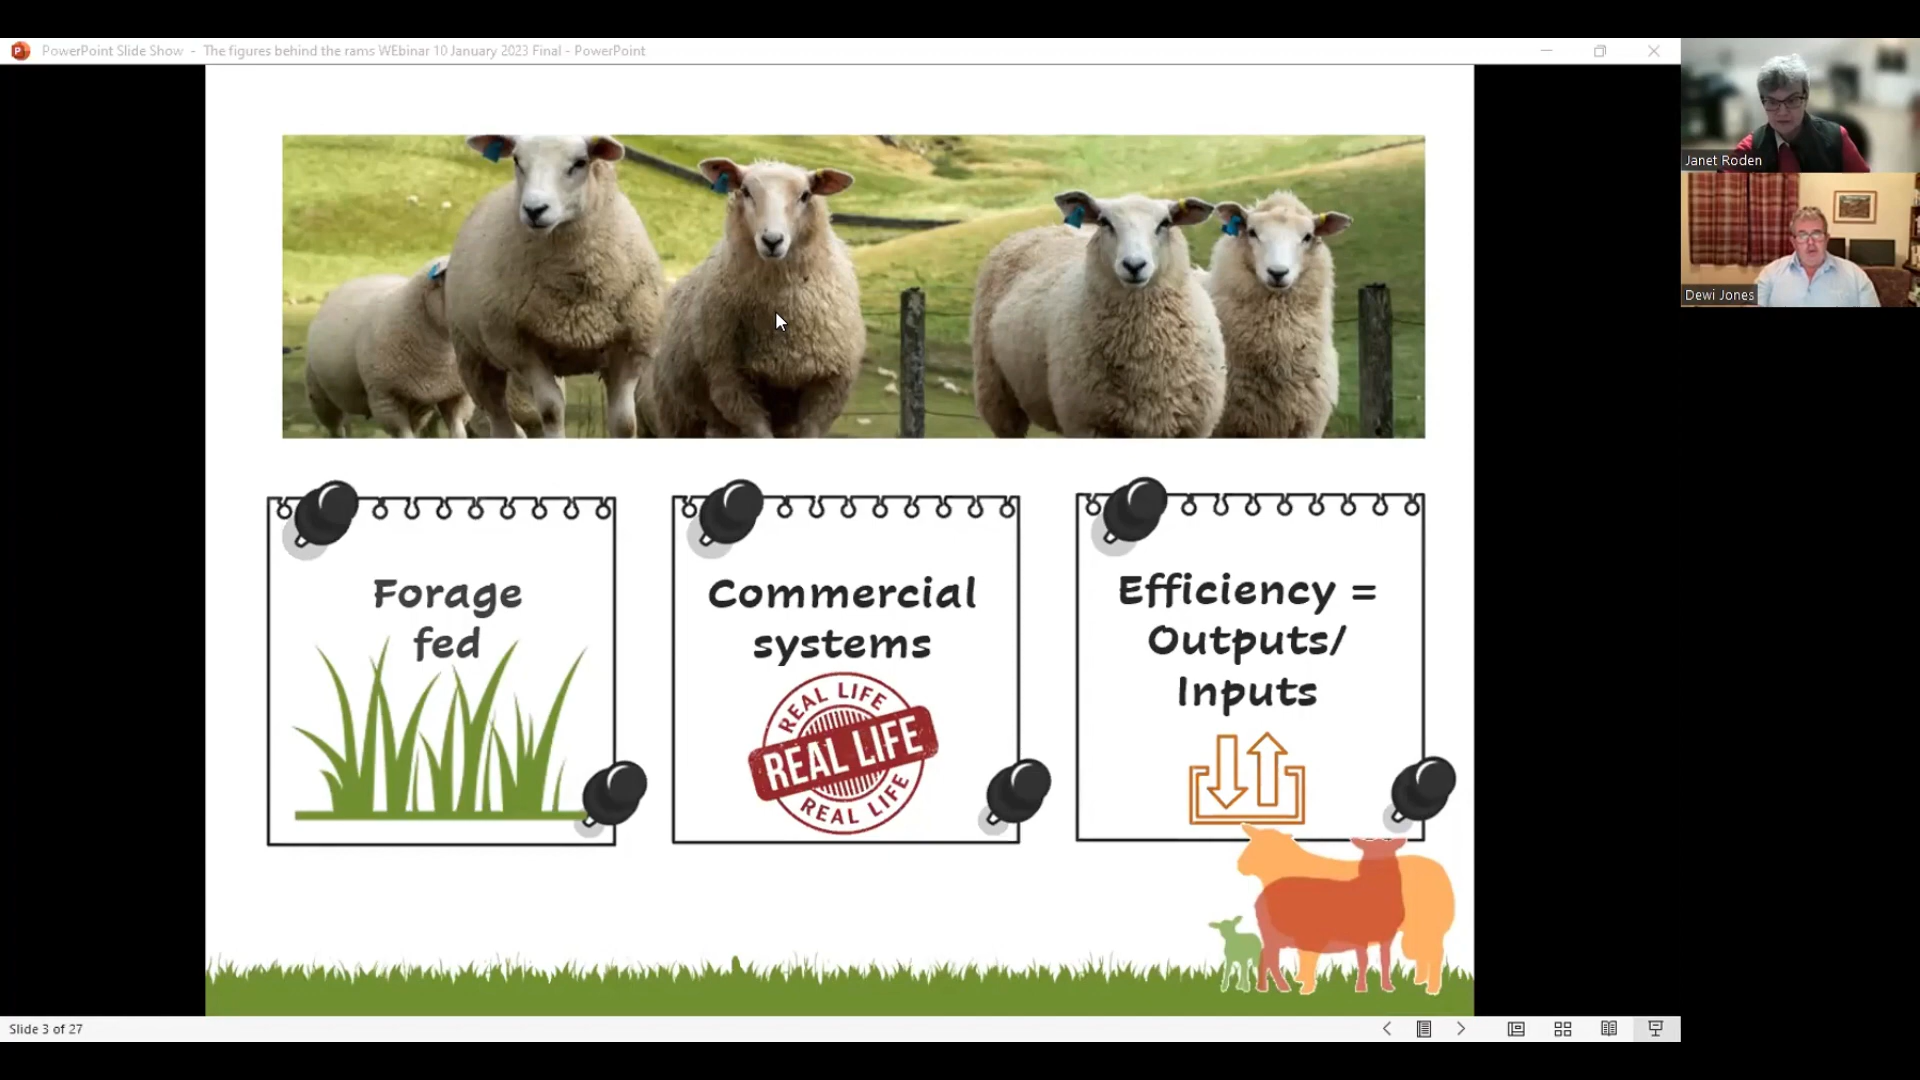 PowerPoint Slide Show - The figures behind the rams WEbinar 10 January 2023 Final - PowerPoint
Janet Roden
Dewi Jones
Forage
fed
Commercial
systems
REAL LIFE
REAL LIFE
REAL LIFE
Efficiency =
Outputs/
Inputs
Slide 3 of 27